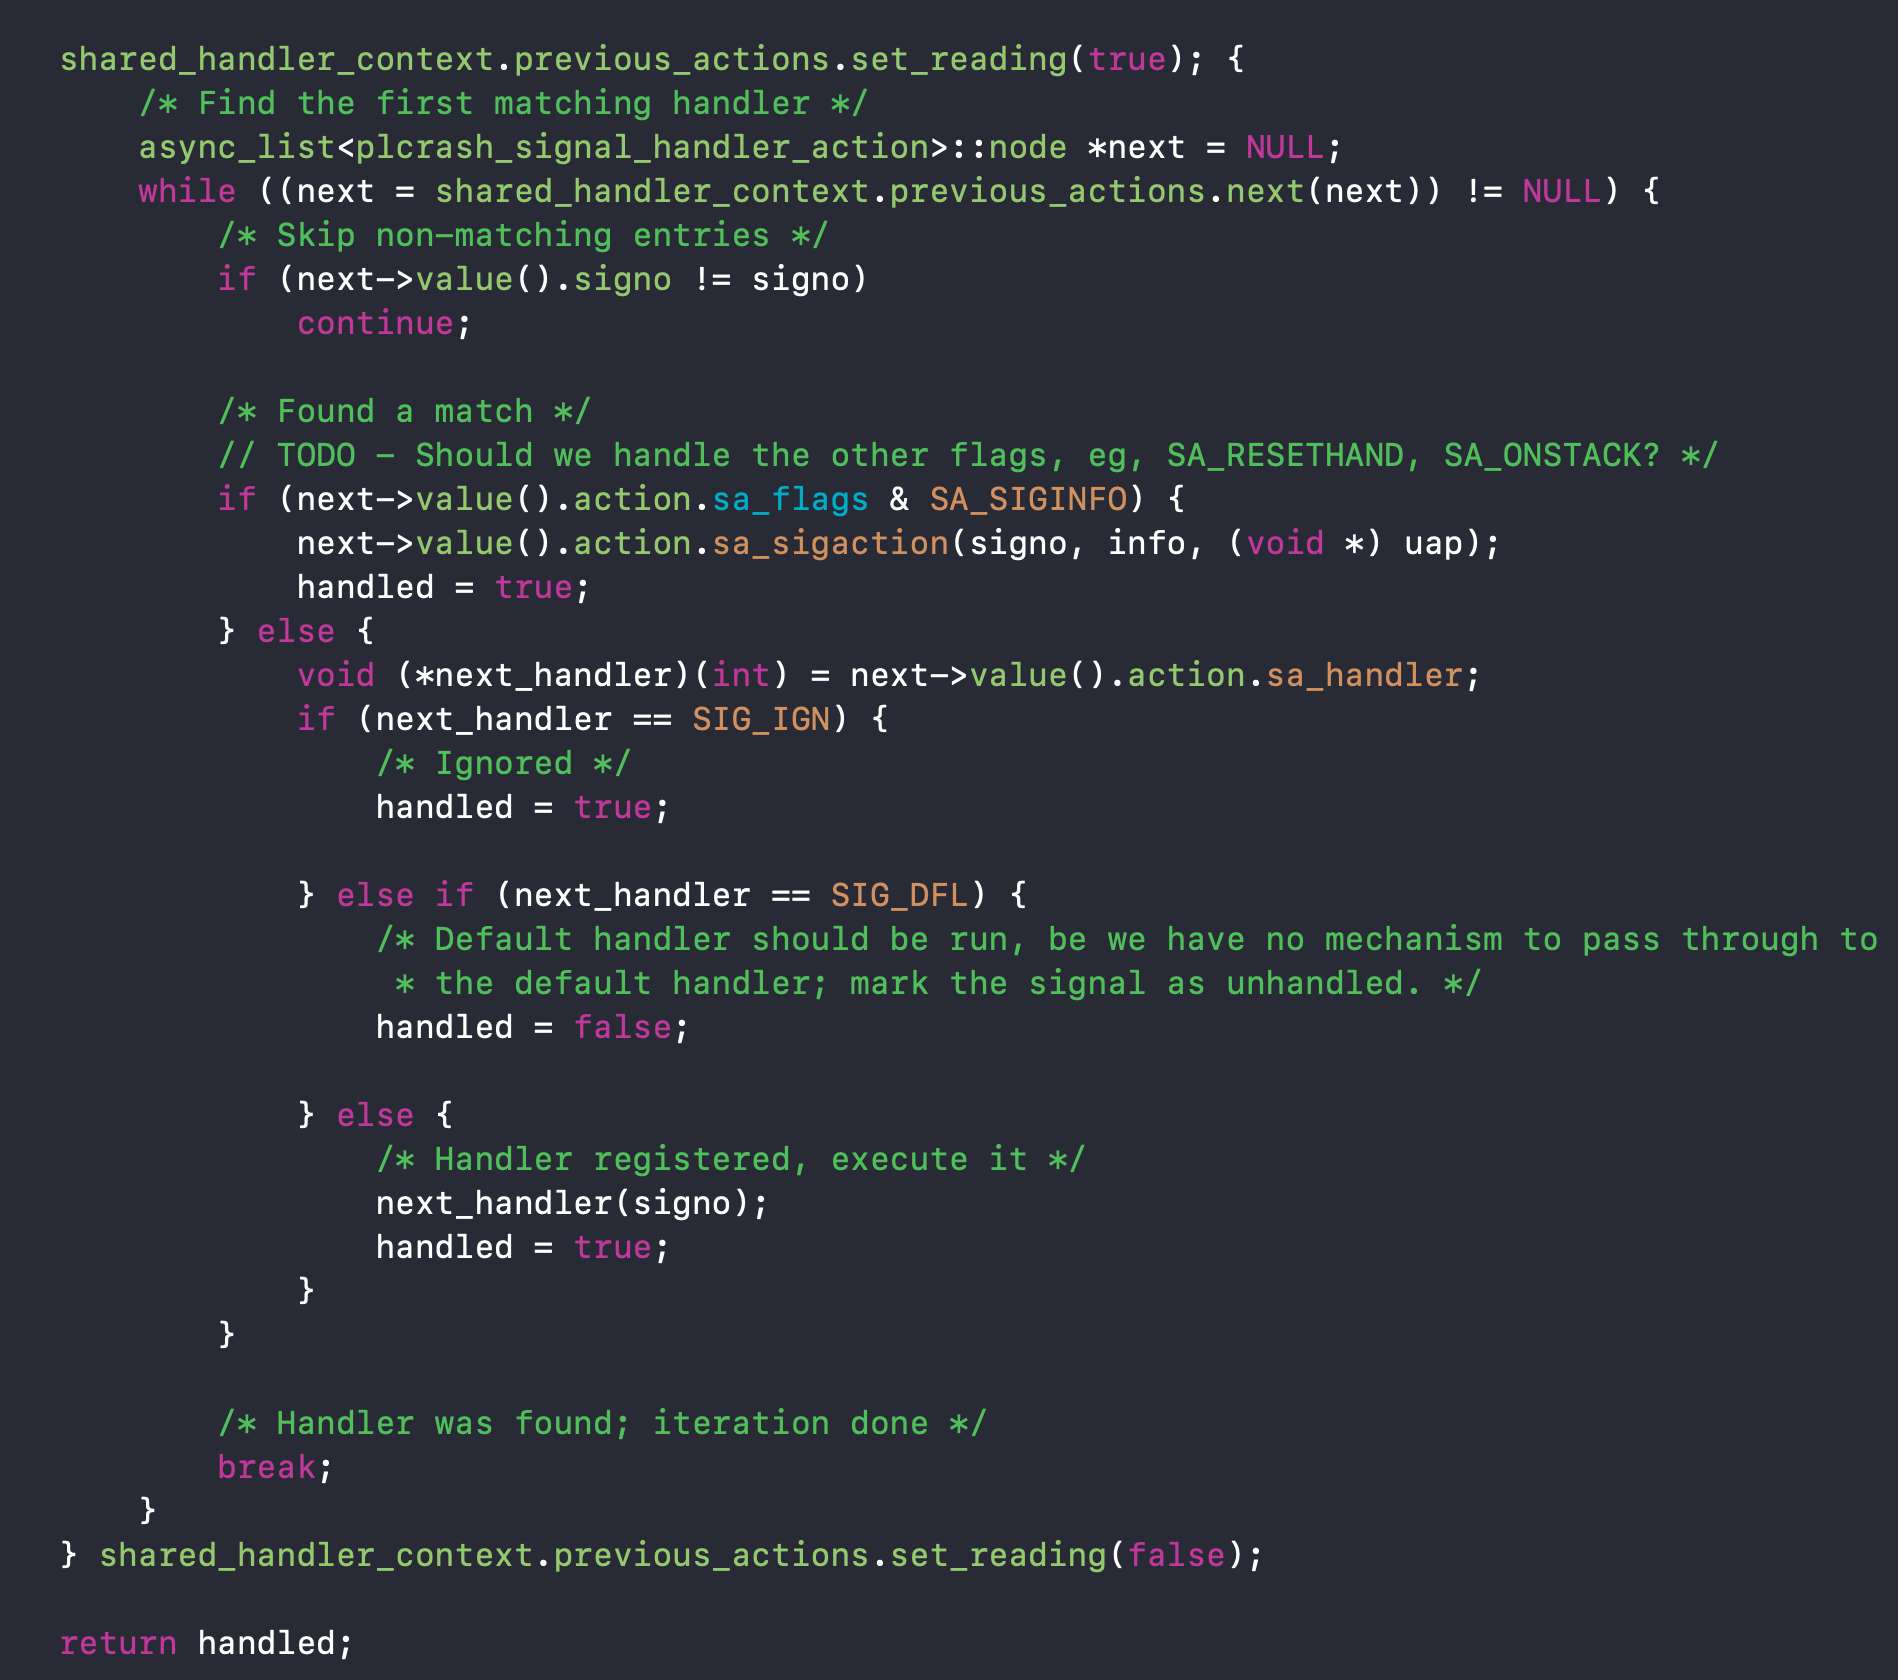 shared_handler_context.previous_actions.set_reading(true); {
    /* Find the first matching handler */
    async_list<plcrash_signal_handler_action>::node *next = NULL;
    while ((next = shared_handler_context.previous_actions.next(next)) != NULL) {
        /* Skip non-matching entries */
        if (next->value().signo != signo)
            continue;

        /* Found a match */
        // TODO - Should we handle the other flags, eg, SA_RESETHAND, SA_ONSTACK? */
        if (next->value().action.sa_flags & SA_SIGINFO) {
            next->value().action.sa_sigaction(signo, info, (void *) uap);
            handled = true;
        } else {
            void (*next_handler)(int) = next->value().action.sa_handler;
            if (next_handler == SIG_IGN) {
                /* Ignored */
                handled = true;

            } else if (next_handler == SIG_DFL) {
                /* Default handler should be run, be we have no mechanism to pass through to
                 * the default handler; mark the signal as unhandled. */
                handled = false;

            } else {
                /* Handler registered, execute it */
                next_handler(signo);
                handled = true;
            }
        }

        /* Handler was found; iteration done */
        break;
    }
} shared_handler_context.previous_actions.set_reading(false);

return handled;